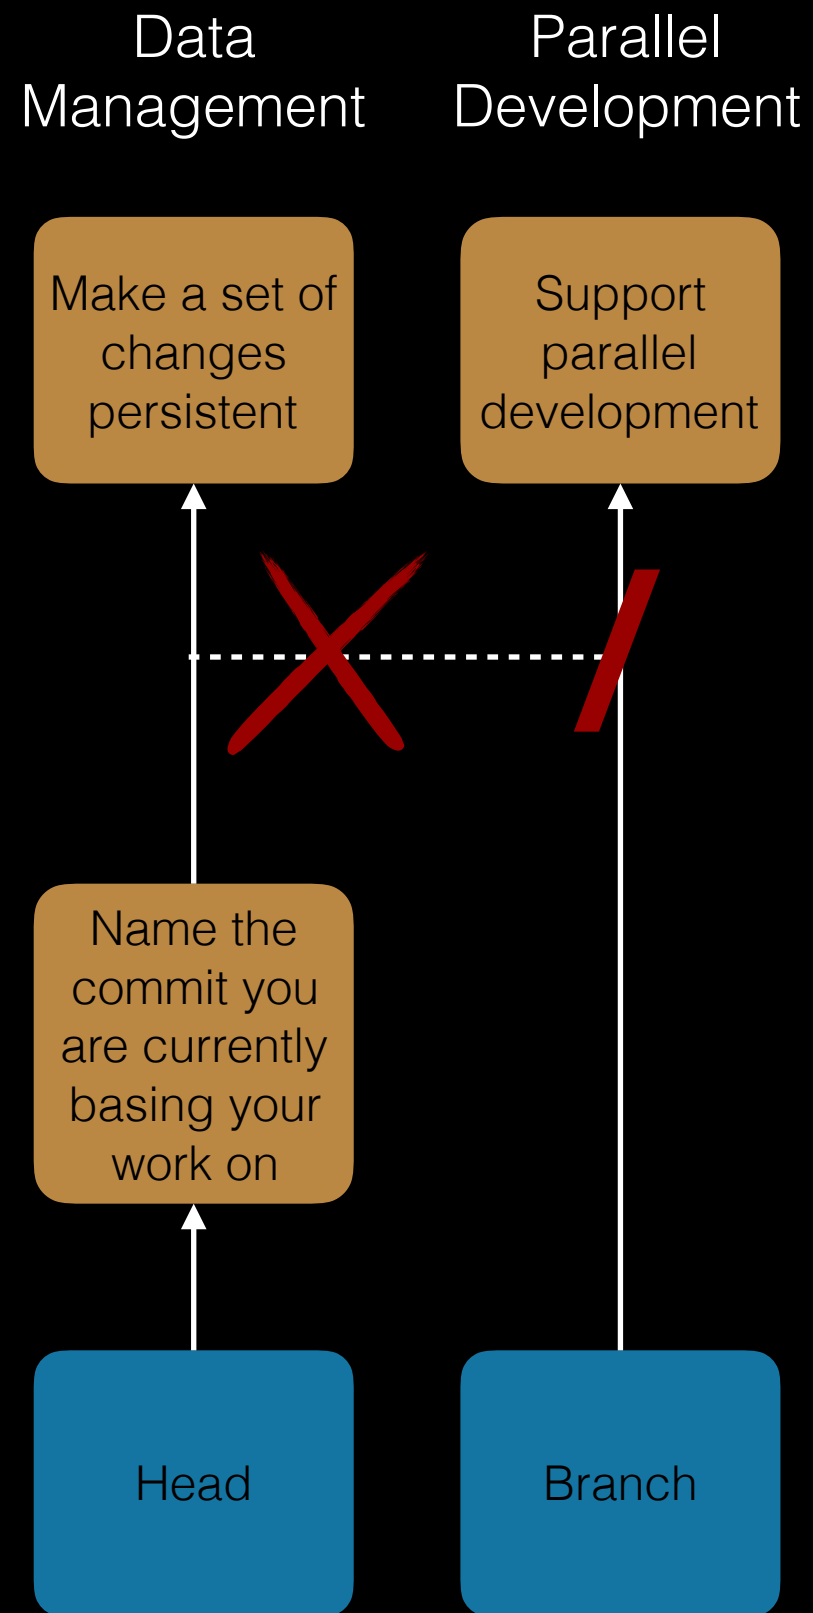 Data
Management
Parallel
Development
Make a set of
changes
persistent
Support
parallel
development
Name the
commit you
are currently
basing your
work on
Head
Branch